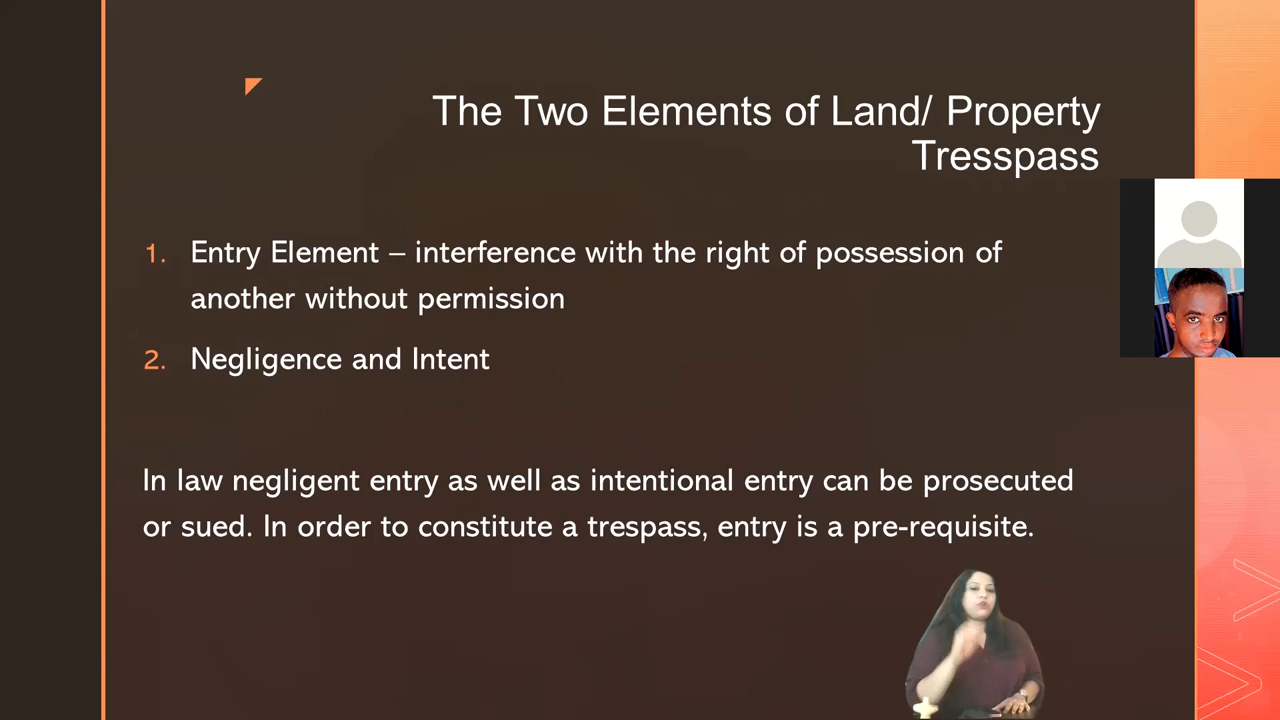 The Two Elements of Land/ Property
Tresspass
1. Entry Element – interference with the right of possession of
another without permission
2. Negligence and Intent
In law negligent entry as well as intentional entry can be prosecuted
or sued. In order to constitute a trespass, entry is a pre-requisite.